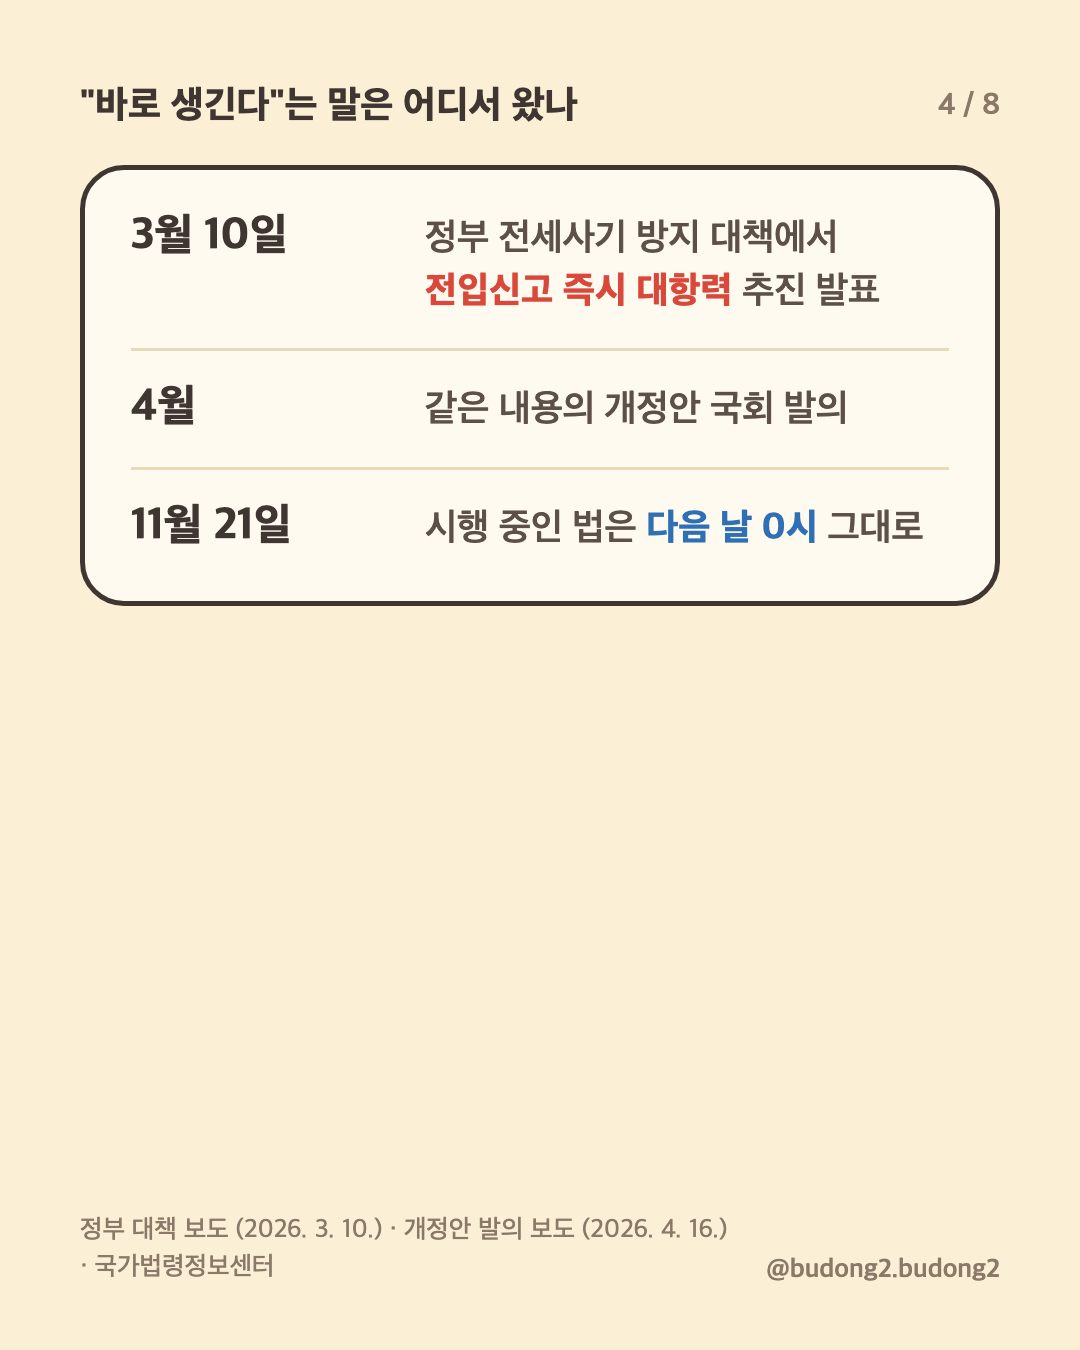 "바로 생긴다"는 말은 어디서 왔나
4 / 8
3월 10일
정부 전세사기 방지 대책에서
전입신고 즉시 대항력 추진 발표
4월
같은 내용의 개정안 국회 발의
11월 21일
시행 중인 법은 다음 날 0시 그대로
정부 대책 보도 (2026. 3. 10.) · 개정안 발의 보도 (2026. 4. 16.)
· 국가법령정보센터
@budong2.budong2